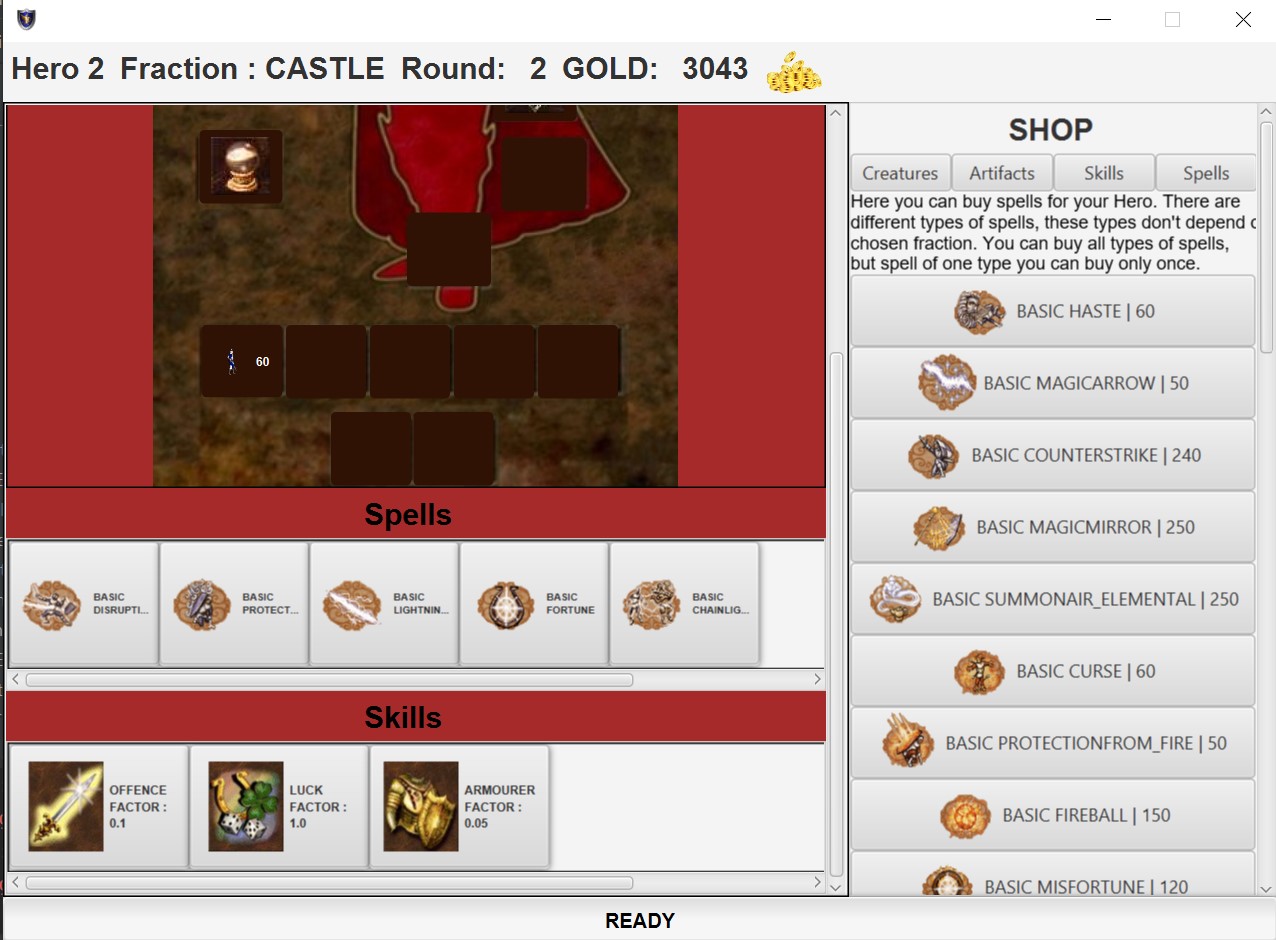 Hero 2 Fraction : CASTLE Round: 2 GOLD: 3043
60
Spells
BASIC
DISRUPTI...
BASIC
PROTECT...
BASIC
LIGHTNIN...
BASIC
FORTUNE
BASIC
CHAINLIG...
Skills
OFFENCE
FACTOR :
0.1
LUCK
FACTOR :
1.0
ARMOURER
FACTOR :
0.05
SHOP
Creatures
Artifacts
Skills
Spells
Here you can buy spells for your Hero. There are
different types of spells, these types don't depend
chosen fraction. You can buy all types of spells,
but spell of one type you can buy only once.
BASIC HASTE | 60
BASIC MAGICARROW | 50
BASIC COUNTERSTRIKE | 240
BASIC MAGICMIRROR | 250
BASIC SUMMONAIR_ELEMENTAL | 250
BASIC CURSE | 60
BASIC PROTECTIONFROM_FIRE | 50
BASIC FIREBALL | 150
BASIC MISFORTUNE | 120
READY